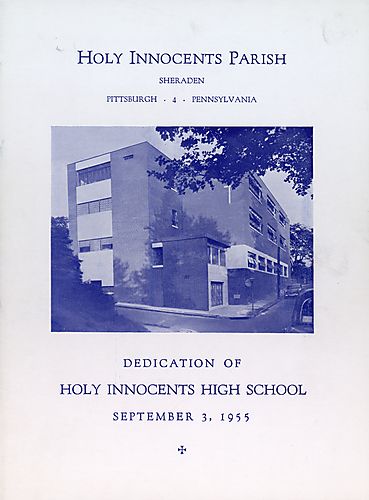 HOLY INNOCENTS PARISH
SHERADEN
PITTSBURGH · 4 · PENNSYLVANIA
DEDICATION OF
HOLY INNOCENTS HIGH SCHOOL
SEPTEMBER 3, 1955